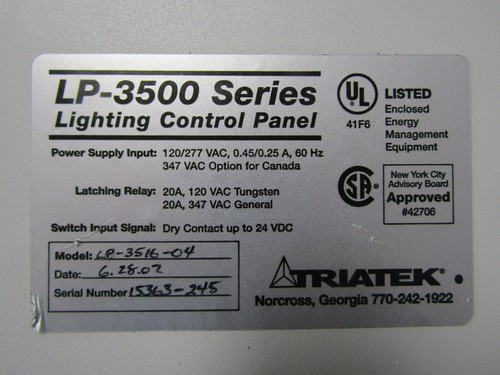 LP-3500 Series
Lighting Control Panel
Power Supply Input: 120/277 VAC, 0.45/0.25 A, 60 Hz
347 VAC Option for Canada
Latching Relay: 20A, 120 VAC Tungsten
20A, 347 VAC General
Switch Input Signal: Dry Contact up to 24 VDC
Model: LP-3516-04
Date: 6.28.02
Serial Number 15363-245
UL
41F6
LISTED
Enclosed
Energy
Management
Equipment
SA
New York City
Advisory Board
Approved
#42706
TRIATEK
Norcross, Georgia 770-242-1922